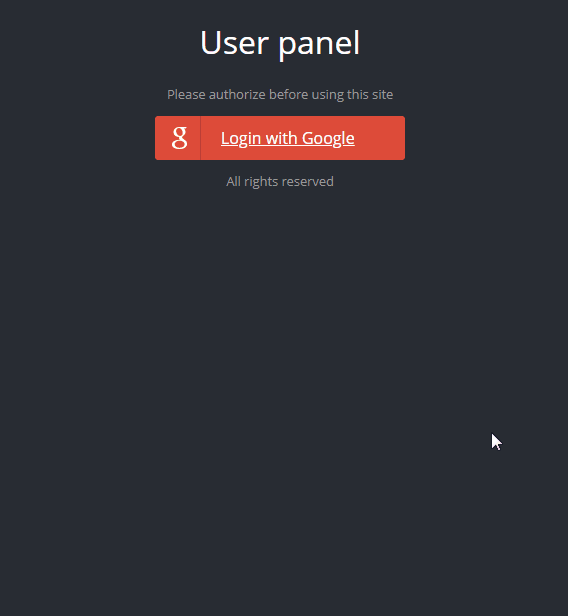 User panel
Please authorize before using this site
g Login with Google
All rights reserved